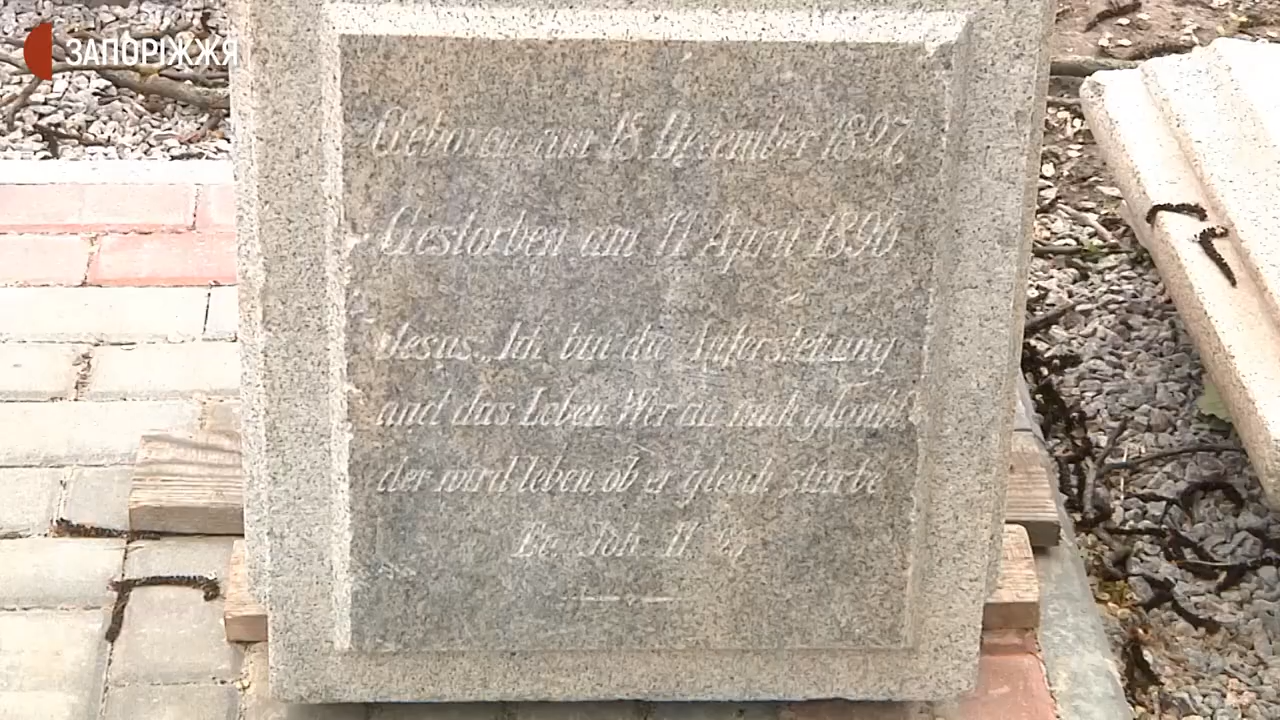 ЗАПОРІЖЖЯ
Geboren am 18 December 1897,
Gestorben am 11 April 1890
Jesus. Ich bin die Auferstehung
und das Leben Wer an mich glaubt
der wird leben, ob er gleich stürbe
Ev. Joh. 11